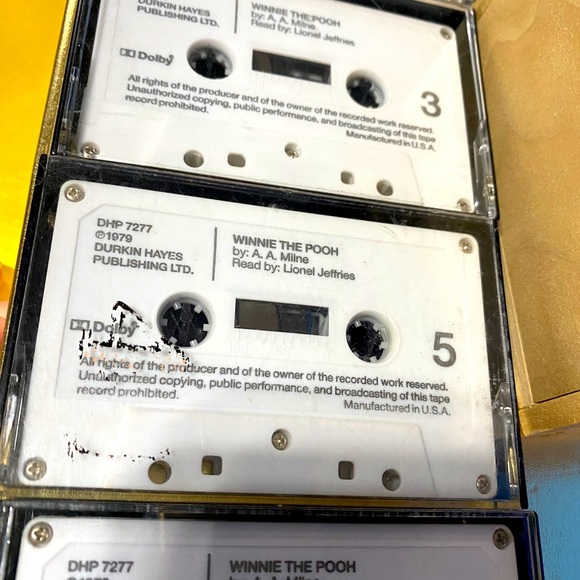 DURKIN HAYES
PUBLISHING LTD.
WINNIE THE POOH
by: A. A. Milne
Read by: Lionel Jeffries
Dolby
3
All rights of the producer and of the owner of the recorded work reserved.
Unauthorized copying, public performance, and broadcasting of this tape
record prohibited.
Manufactured in U.S.A.
DHP 7277
℗1979
DURKIN HAYES
PUBLISHING LTD.
WINNIE THE POOH
by: A. A. Milne
Read by: Lionel Jeffries
Dolby
5
All rights of the producer and of the owner of the recorded work reserved.
Unauthorized copying, public performance, and broadcasting of this tape
record prohibited.
Manufactured in U.S.A.
DHP 7277
℗1979
WINNIE THE POOH
by: A. A. Milne